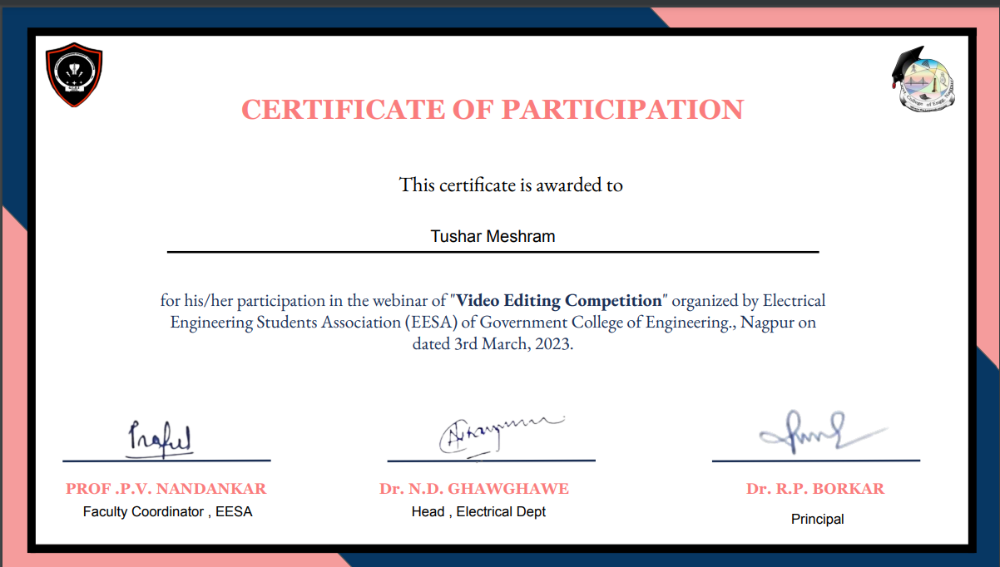 CERTIFICATE OF PARTICIPATION
This certificate is awarded to
Tushar Meshram
for his/her participation in the webinar of "Video Editing Competition" organized by Electrical
Engineering Students Association (EESA) of Government College of Engineering., Nagpur on
dated 3rd March, 2023.
PROF .P.V. NANDANKAR
Faculty Coordinator , EESA
Dr. N.D. GHAWGHAWE
Head , Electrical Dept
Dr. R.P. BORKAR
Principal